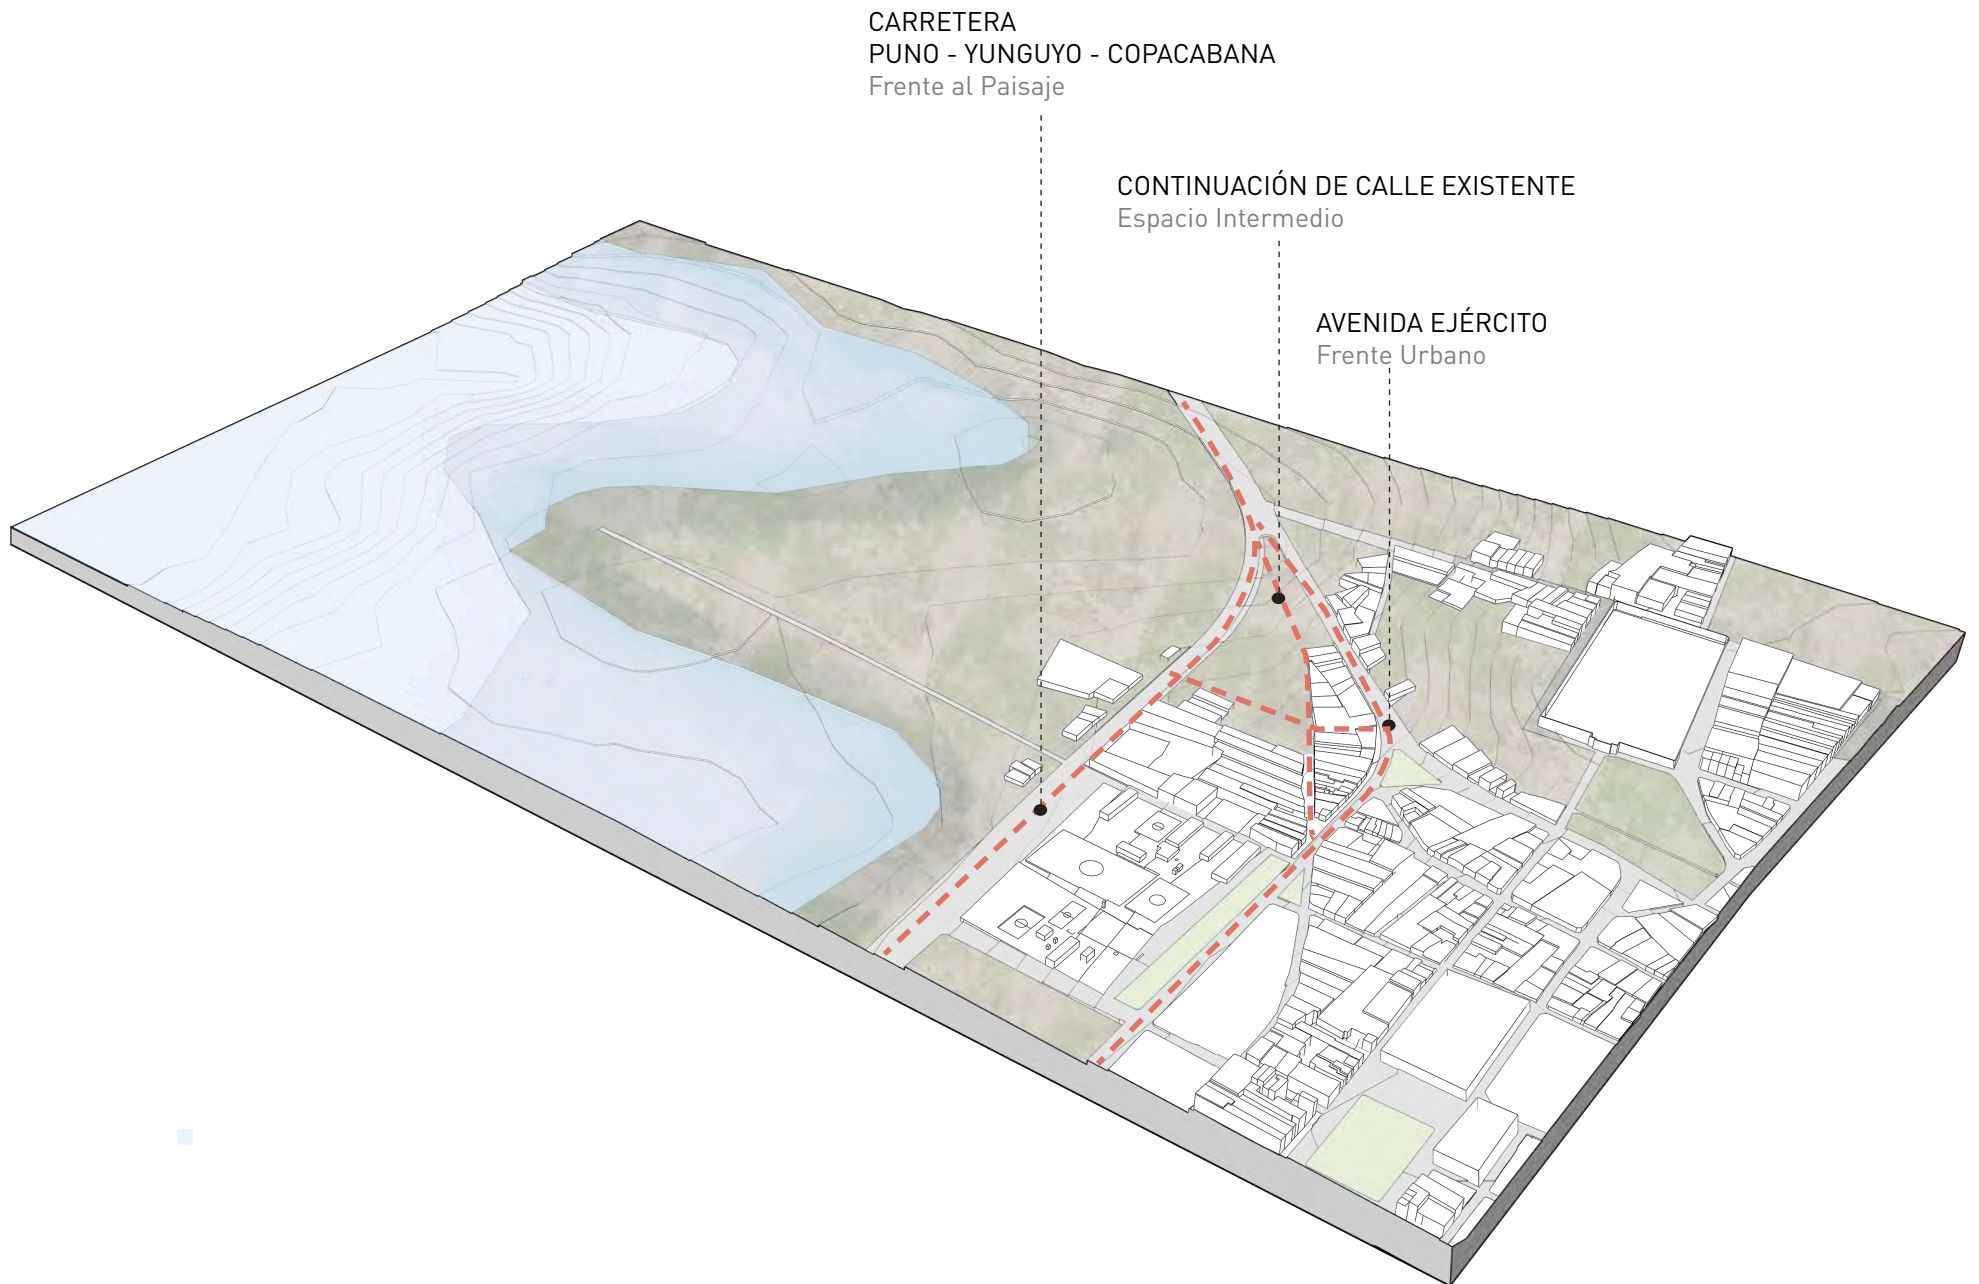 CARRETERA
PUNO - YUNGUYO - COPACABANA
Frente al Paisaje
CONTINUACIÓN DE CALLE EXISTENTE
Espacio Intermedio
AVENIDA EJÉRCITO
Frente Urbano